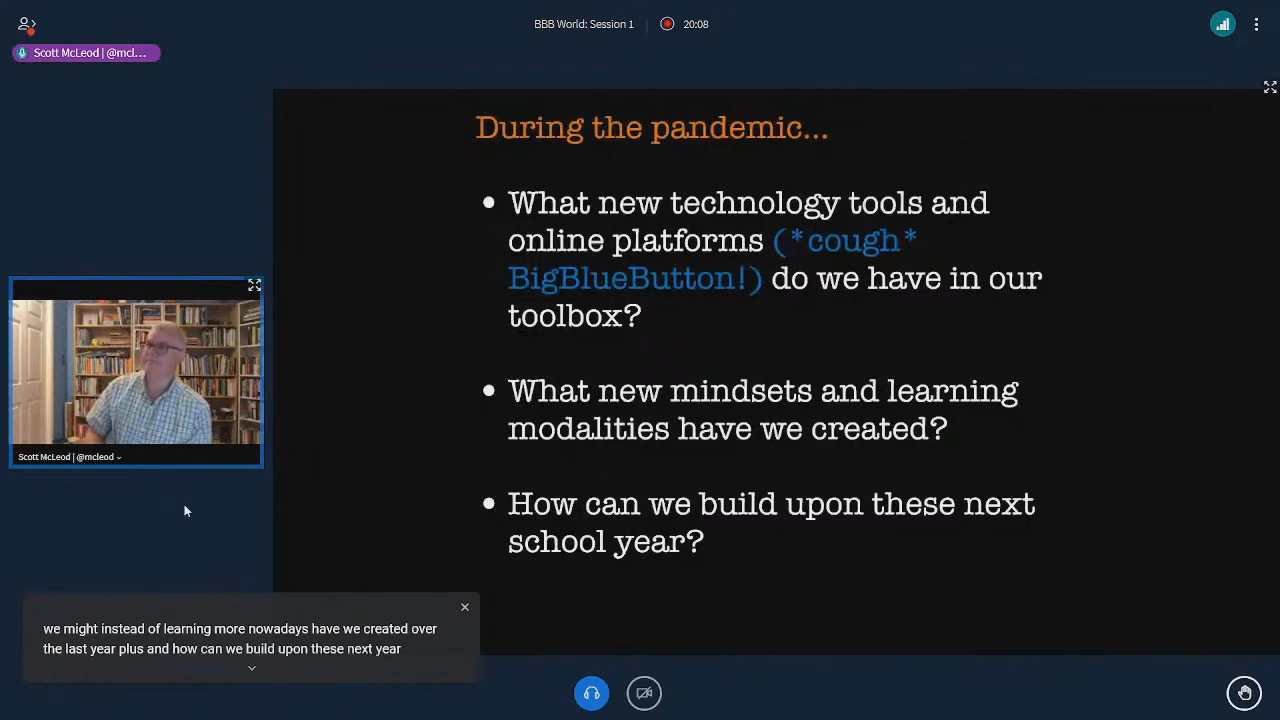 BBB World: Session 1
20:08
Scott McLeod | @mcl...
During the pandemic...
• What new technology tools and
online platforms (*cough*
BigBlueButton!) do we have in our
toolbox?
• What new mindsets and learning
modalities have we created?
• How can we build upon these next
school year?
Scott McLeod | @mcleod
we might instead of learning more nowadays have we created over
the last year plus and how can we build upon these next year